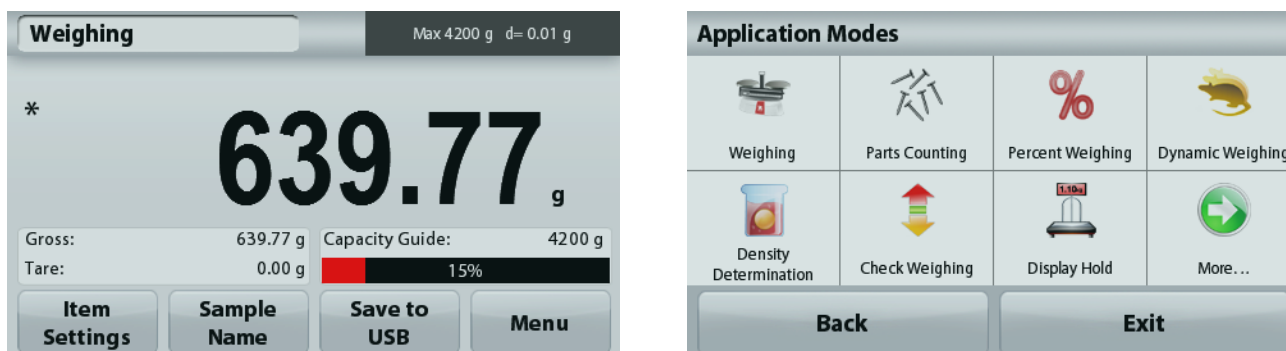 Weighing
Max 4200 g d= 0.01 g
*
639.77 g
Gross: 639.77 g
Tare: 0.00 g
Capacity Guide: 4200 g
15%
Item Settings
Sample Name
Save to USB
Menu
Application Modes
Weighing
Parts Counting
Percent Weighing
Dynamic Weighing
Density Determination
Check Weighing
1.10kg
Display Hold
More...
Back
Exit